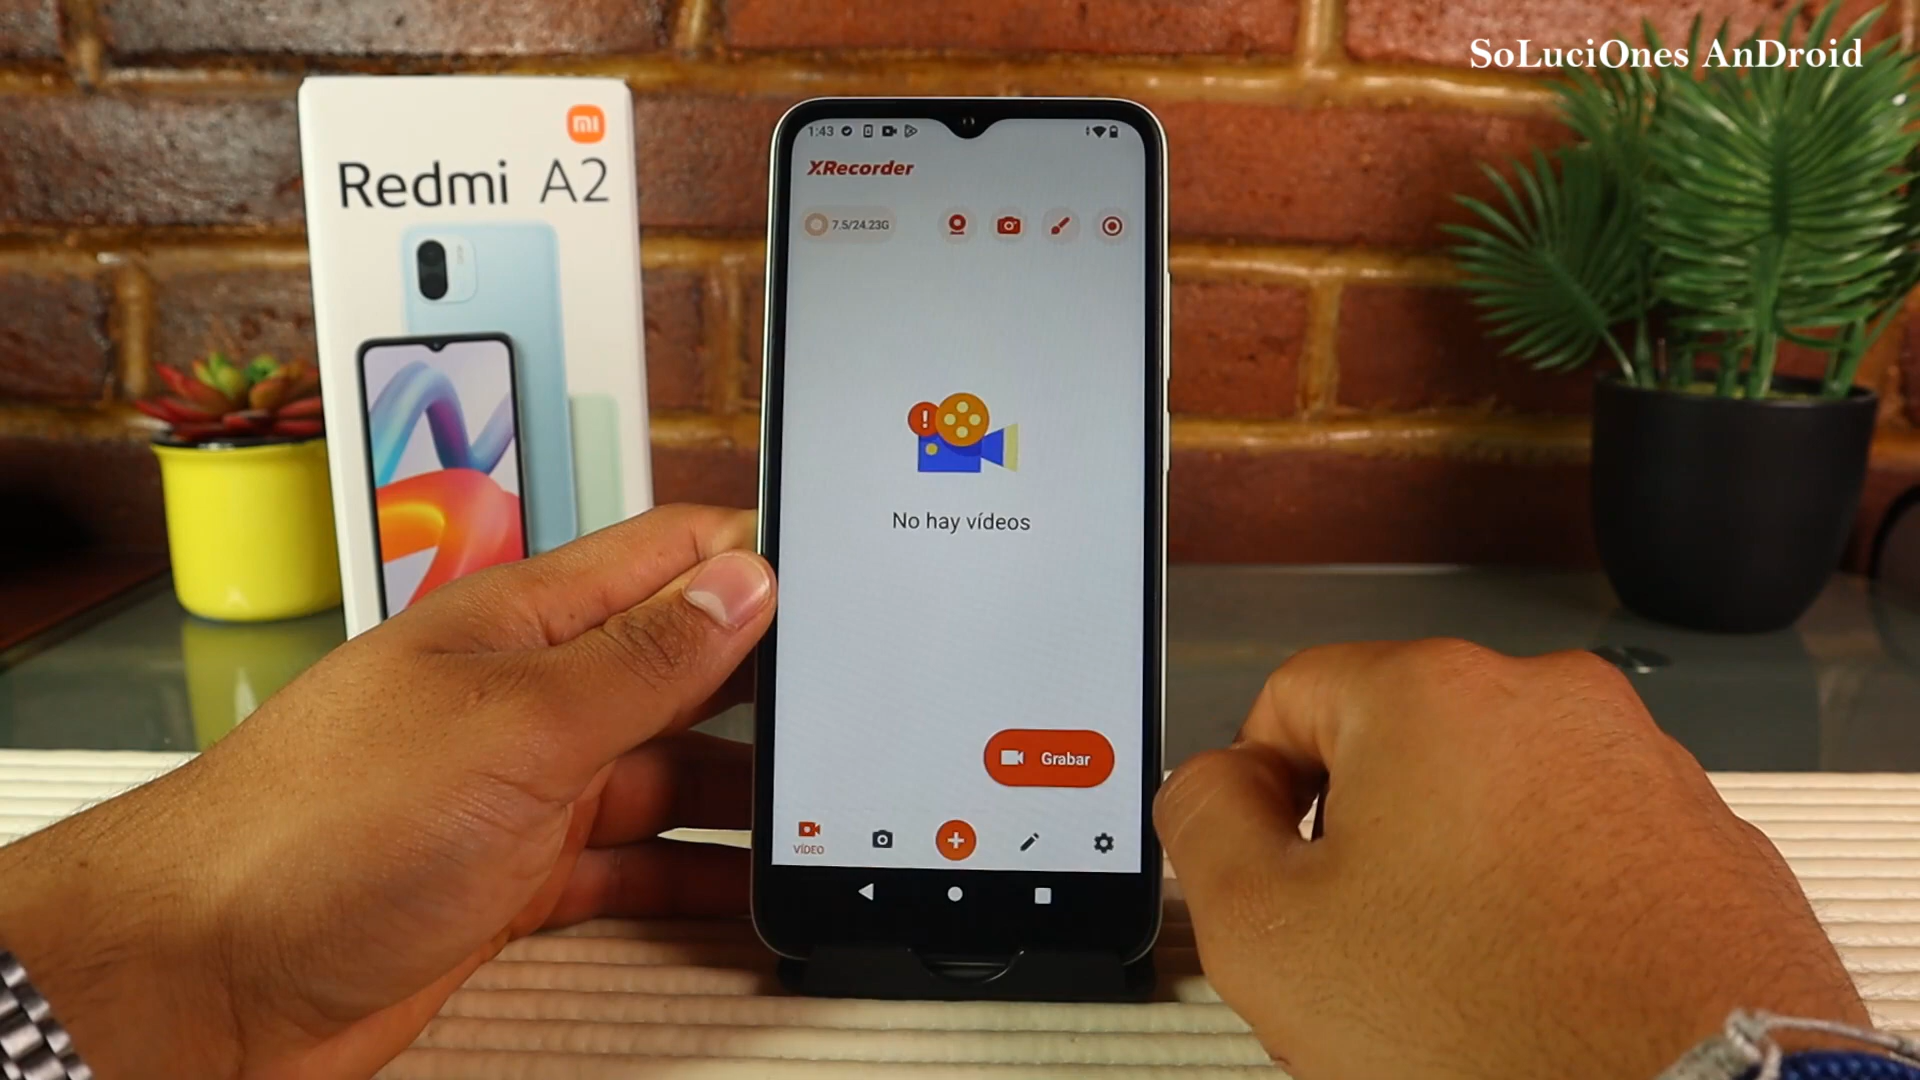 SoLuciOnes AnDroid
mi
Redmi A2
1:43
XRecorder
7.5/24.23G
!
No hay vídeos
Grabar
VÍDEO